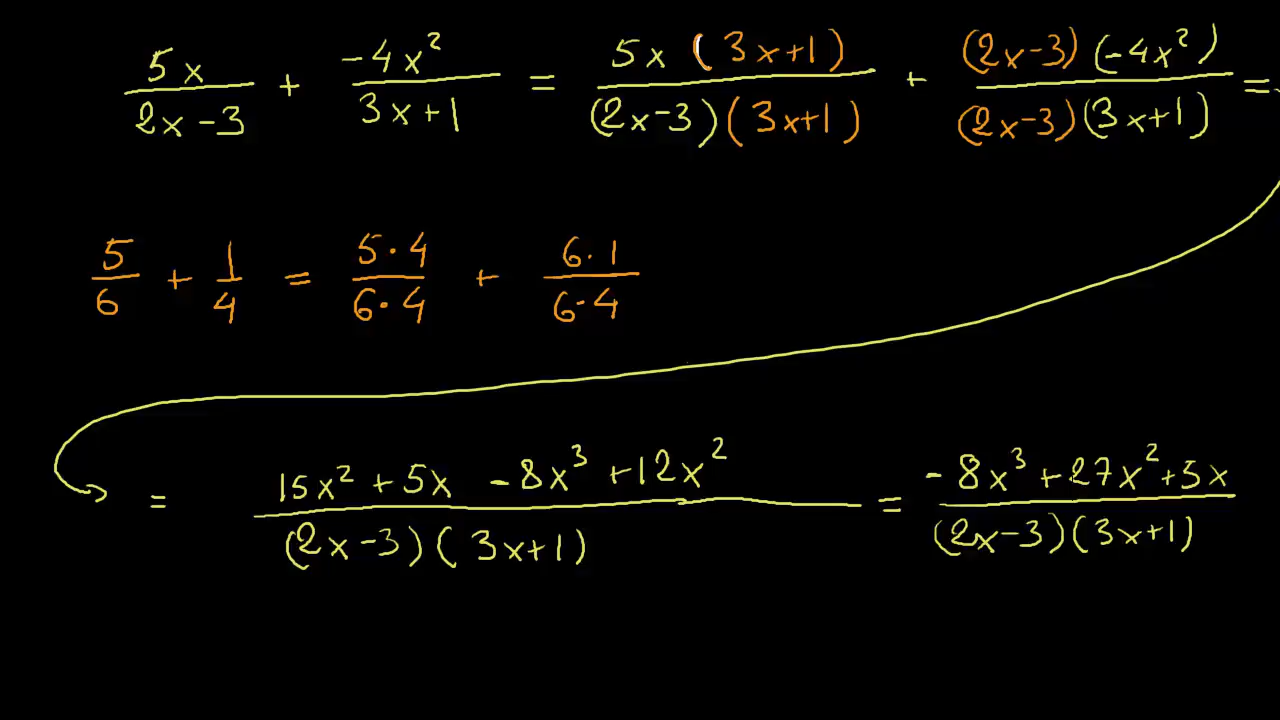 5x/(2x-3) + -4x²/(3x+1) = 5x(3x+1)/(2x-3)(3x+1) + (2x-3)(-4x²)/(2x-3)(3x+1) =
5/6 + 1/4 = 5·4/6·4 + 6·1/6·4
= 15x² + 5x - 8x³ + 12x²/(2x-3)(3x+1) = -8x³ + 27x² + 5x/(2x-3)(3x+1)